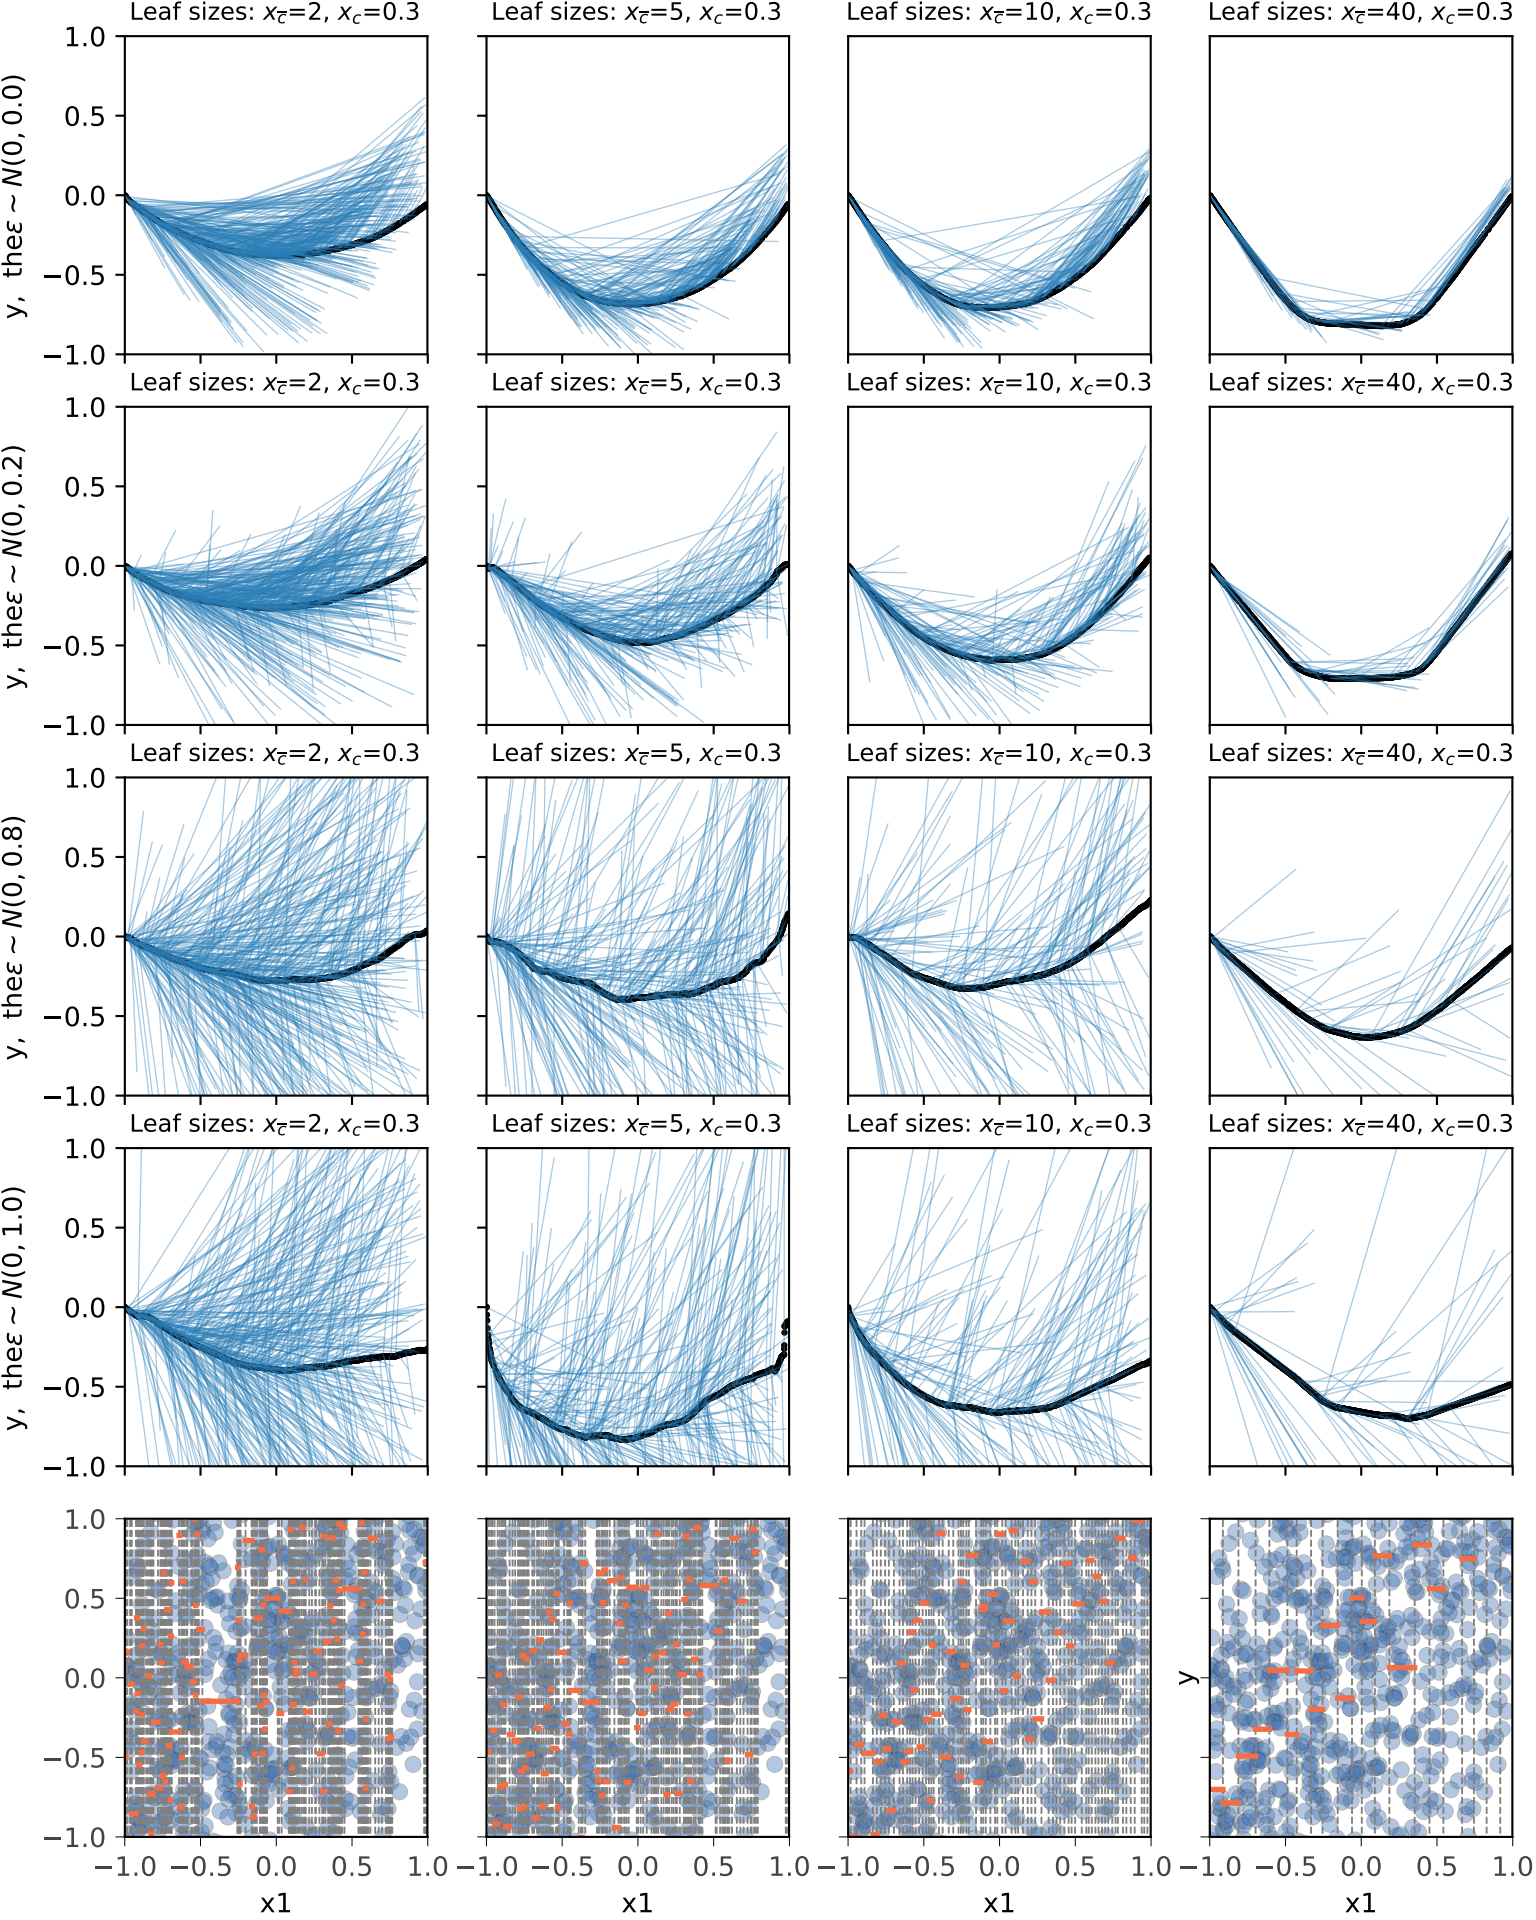 Leaf sizes: x_c̅=2, x_c=0.3 Leaf sizes: x_c̅=5, x_c=0.3 Leaf sizes: x_c̅=10, x_c=0.3 Leaf sizes: x_c̅=40, x_c=0.3
1.0
0.5
0.0
−0.5
−1.0
y, theε ~ N(0, 0.0)
Leaf sizes: x_c̅=2, x_c=0.3 Leaf sizes: x_c̅=5, x_c=0.3 Leaf sizes: x_c̅=10, x_c=0.3 Leaf sizes: x_c̅=40, x_c=0.3
1.0
0.5
0.0
−0.5
−1.0
y, theε ~ N(0, 0.2)
Leaf sizes: x_c̅=2, x_c=0.3 Leaf sizes: x_c̅=5, x_c=0.3 Leaf sizes: x_c̅=10, x_c=0.3 Leaf sizes: x_c̅=40, x_c=0.3
1.0
0.5
0.0
−0.5
−1.0
y, theε ~ N(0, 0.8)
Leaf sizes: x_c̅=2, x_c=0.3 Leaf sizes: x_c̅=5, x_c=0.3 Leaf sizes: x_c̅=10, x_c=0.3 Leaf sizes: x_c̅=40, x_c=0.3
1.0
0.5
0.0
−0.5
−1.0
y, theε ~ N(0, 1.0)
1.0
0.5
0.0
−0.5
−1.0
y
−1.0 −0.5 0.0 0.5 1.0 −1.0 −0.5 0.0 0.5 1.0 −1.0 −0.5 0.0 0.5 1.0 −1.0 −0.5 0.0 0.5 1.0
x1 x1 x1 x1